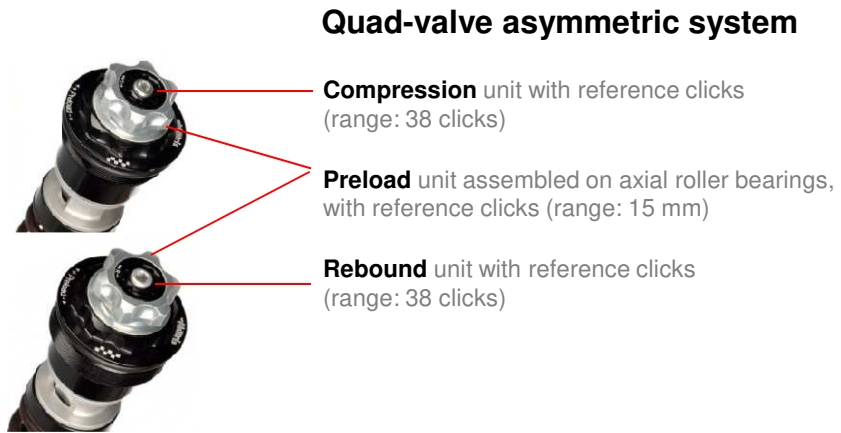 Quad-valve asymmetric system
Compression unit with reference clicks
(range: 38 clicks)
Preload unit assembled on axial roller bearings,
with reference clicks (range: 15 mm)
Rebound unit with reference clicks
(range: 38 clicks)